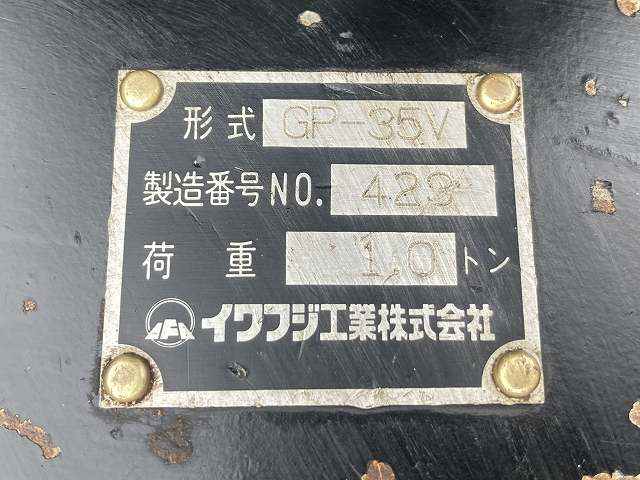 形式 GP-35V
製造番号NO. 423
荷重 1.0トン
イワフジ工業株式会社